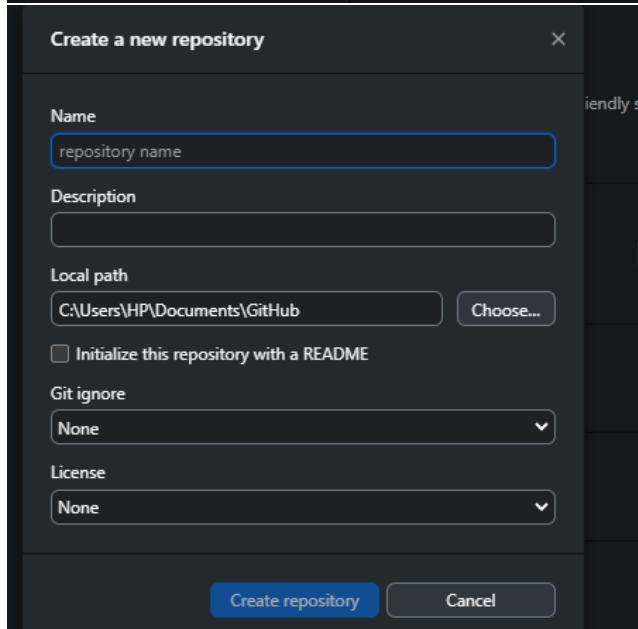 Create a new repository
iendly s
Name
repository name
Description
Local path
C:\Users\HP\Documents\GitHub
Choose...
Initialize this repository with a README
Git ignore
None
License
None
Create repository
Cancel